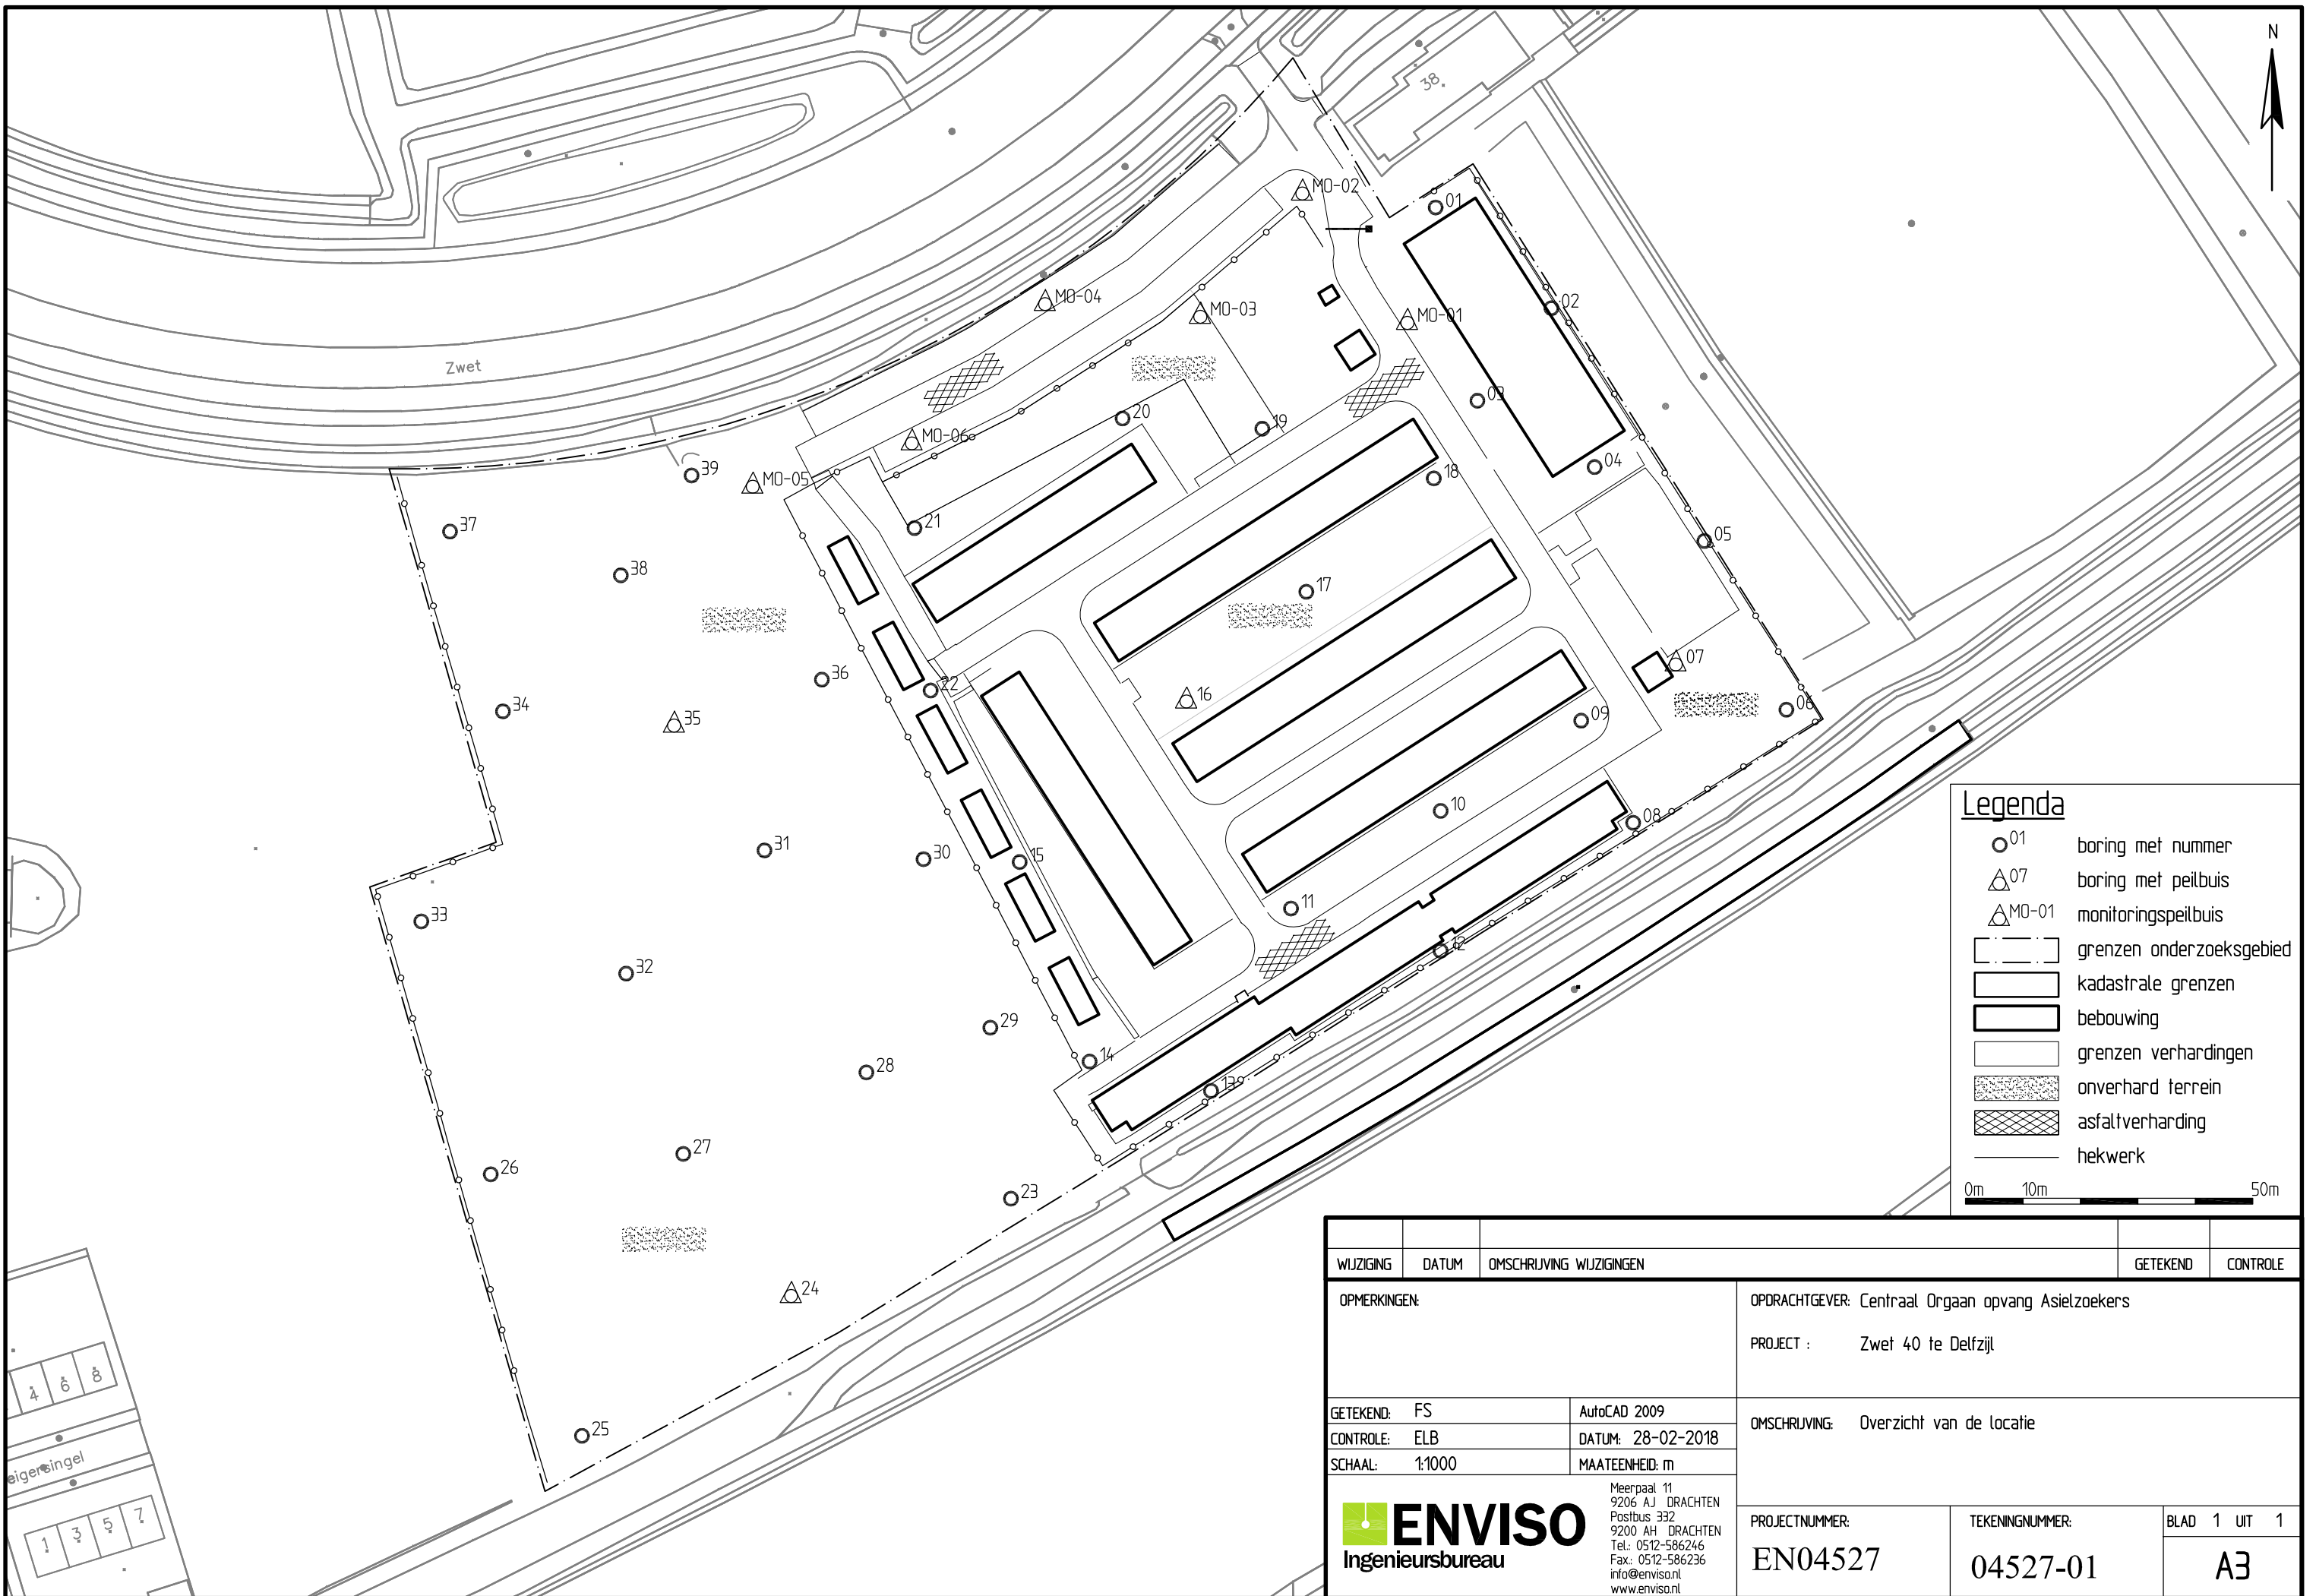 N
38
MO-02
01
02
MO-04
MO-03
MO-01
Zwet
03
20
19
MO-06
04
18
39
MO-05
21
37
05
38
17
07
36
22
16
06
34
35
09
10
08
31
30
15
11
33
12
32
29
14
28
13
27
26
23
24
25
4 6 8
eigersingel
1 3 5 7
Legenda
01 boring met nummer
07 boring met peilbuis
MO-01 monitoringspeilbuis
grenzen onderzoeksgebied
kadastrale grenzen
bebouwing
grenzen verhardingen
onverhard terrein
asfaltverharding
hekwerk
0m 10m 50m
WIJZIGING DATUM OMSCHRIJVING WIJZIGINGEN GETEKEND CONTROLE
OPMERKINGEN:
OPDRACHTGEVER: Centraal Orgaan opvang Asielzoekers
PROJECT : Zwet 40 te Delfzijl
GETEKEND: FS AutoCAD 2009
CONTROLE: ELB DATUM: 28-02-2018
SCHAAL: 1:1000 MAATEENHEID: m
OMSCHRIJVING: Overzicht van de locatie
ENVISO
Ingenieursbureau
Meerpaal 11
9206 AJ DRACHTEN
Postbus 332
9200 AH DRACHTEN
Tel.: 0512-586246
Fax.: 0512-586236
info@enviso.nl
www.enviso.nl
PROJECTNUMMER:
EN04527
TEKENINGNUMMER:
04527-01
BLAD 1 UIT 1
A3